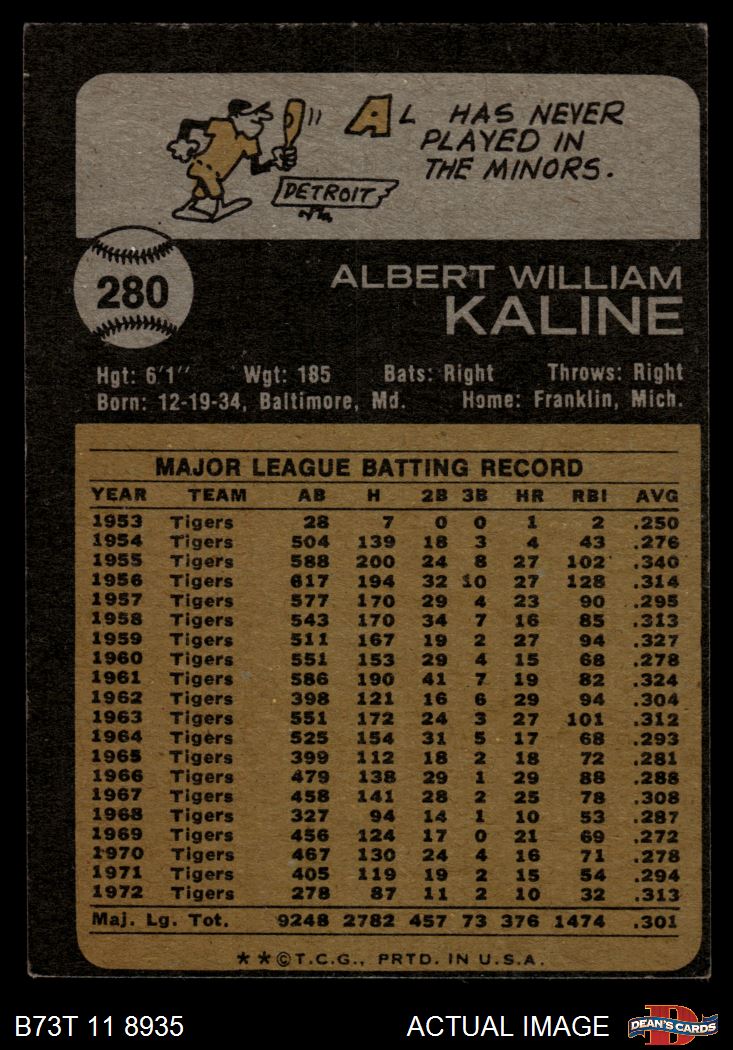 AL HAS NEVER
PLAYED IN
THE MINORS.
DETROIT
280
ALBERT WILLIAM
KALINE
Hgt: 6'1" Wgt: 185 Bats: Right Throws: Right
Born: 12-19-34, Baltimore, Md. Home: Franklin, Mich.
MAJOR LEAGUE BATTING RECORD
YEAR TEAM AB H 2B 3B HR RBI AVG
1953 Tigers 28 7 0 0 1 2 .250
1954 Tigers 504 139 18 3 4 43 .276
1955 Tigers 588 200 24 8 27 102 .340
1956 Tigers 617 194 32 10 27 128 .314
1957 Tigers 577 170 29 4 23 90 .295
1958 Tigers 543 170 34 7 16 85 .313
1959 Tigers 511 167 19 2 27 94 .327
1960 Tigers 551 153 29 4 15 68 .278
1961 Tigers 586 190 41 7 19 82 .324
1962 Tigers 398 121 16 6 29 94 .304
1963 Tigers 551 172 24 3 27 101 .312
1964 Tigers 525 154 31 5 17 68 .293
1965 Tigers 399 112 18 2 18 72 .281
1966 Tigers 479 138 29 1 29 88 .288
1967 Tigers 458 141 28 2 25 78 .308
1968 Tigers 327 94 14 1 10 53 .287
1969 Tigers 456 124 17 0 21 69 .272
1970 Tigers 467 130 24 4 16 71 .278
1971 Tigers 405 119 19 2 15 54 .294
1972 Tigers 278 87 11 2 10 32 .313
Maj. Lg. Tot. 9248 2782 457 73 376 1474 .301
**©T.C.G., PRTD. IN U.S.A.
B73T 11 8935 ACTUAL IMAGE DEAN'S CARDS